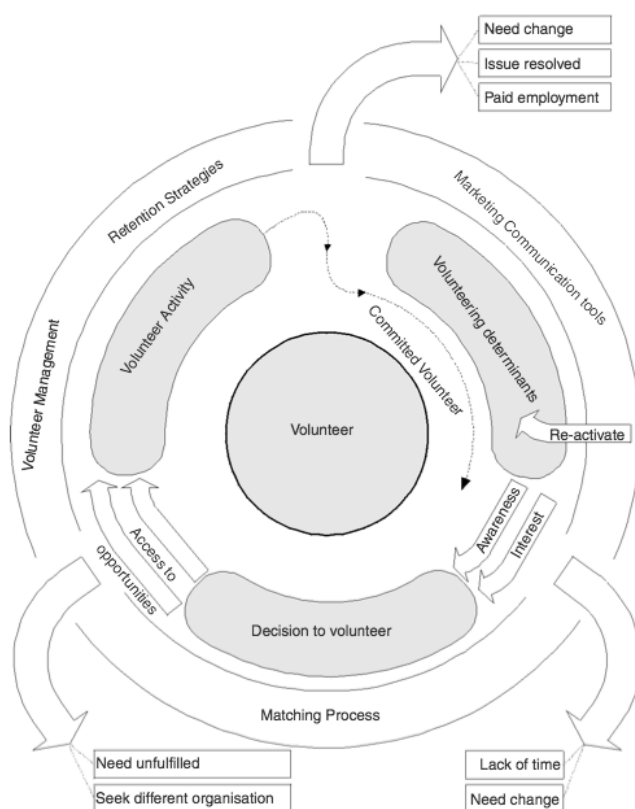 Need change
Issue resolved
Paid employment
Retention Strategies
Marketing Communication tools
Volunteer Activity
Volunteering determinants
Committed Volunteer
Volunteer Management
Volunteer
Re-activate
Awareness
Interest
Access to
opportunities
Decision to volunteer
Matching Process
Need unfulfilled
Seek different organisation
Lack of time
Need change